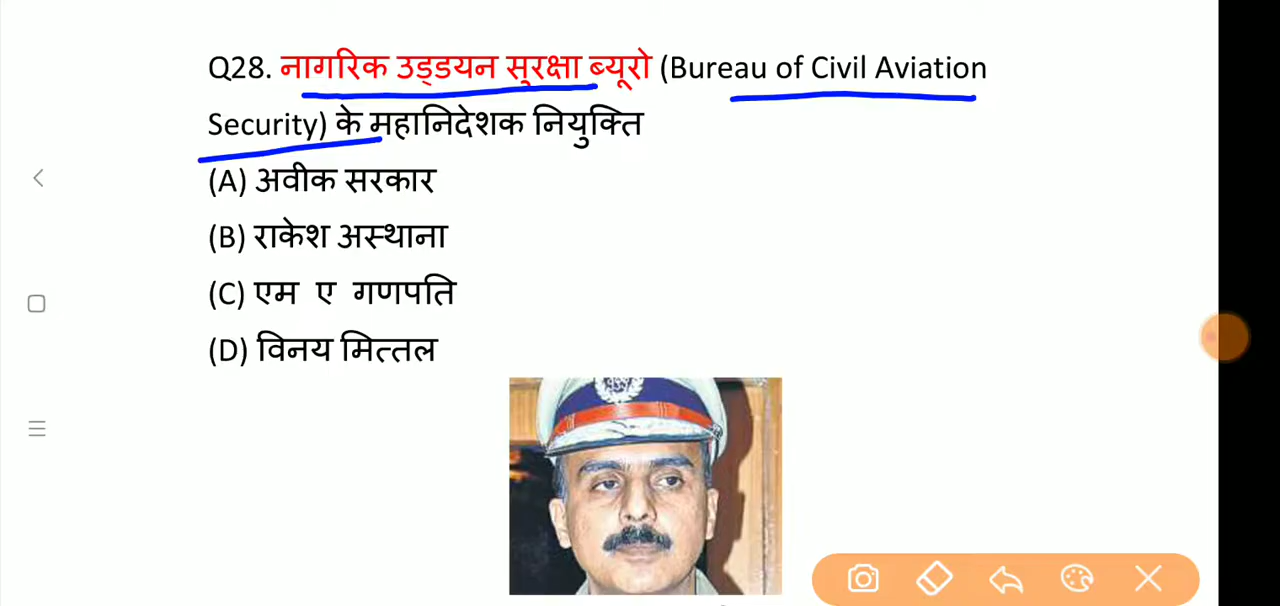 Q28. नागरिक उड्डयन सुरक्षा ब्यूरो (Bureau of Civil Aviation
Security) के महानिदेशक नियुक्ति
(A) अवीक सरकार
(B) राकेश अस्थाना
(C) एम ए गणपति
(D) विनय मित्तल